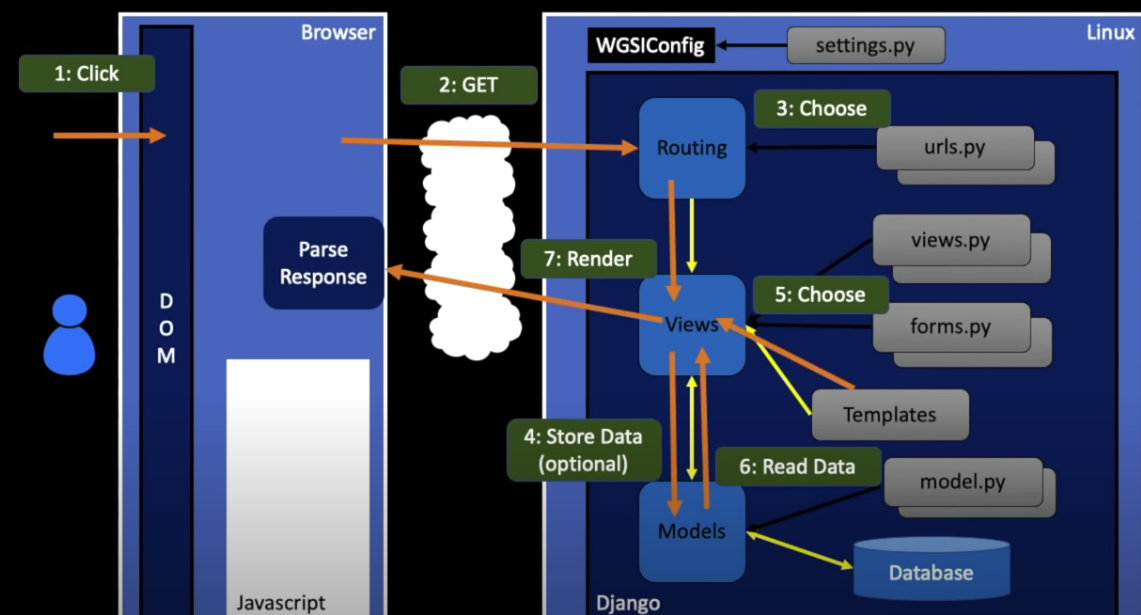 Browser
Linux
WGSIConfig
settings.py
1: Click
2: GET
3: Choose
Routing
urls.py
Parse
Response
7: Render
views.py
5: Choose
D
O
M
Views
forms.py
Templates
4: Store Data
(optional)
6: Read Data
model.py
Models
Database
Javascript
Django